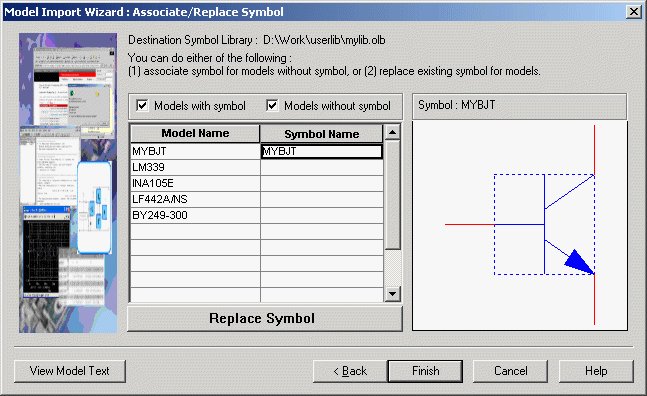 Model Import Wizard : Associate/Replace Symbol
Destination Symbol Library : D:\Work\userlib\mylib.olb
You can do either of the following :
(1) associate symbol for models without symbol, or (2) replace existing symbol for models.
Models with symbol
Models without symbol
Symbol : MYBJT
Model Name
Symbol Name
MYBJT
MYBJT
LM339
INA105E
LF442A/NS
BY249-300
Replace Symbol
View Model Text
< Back
Finish
Cancel
Help